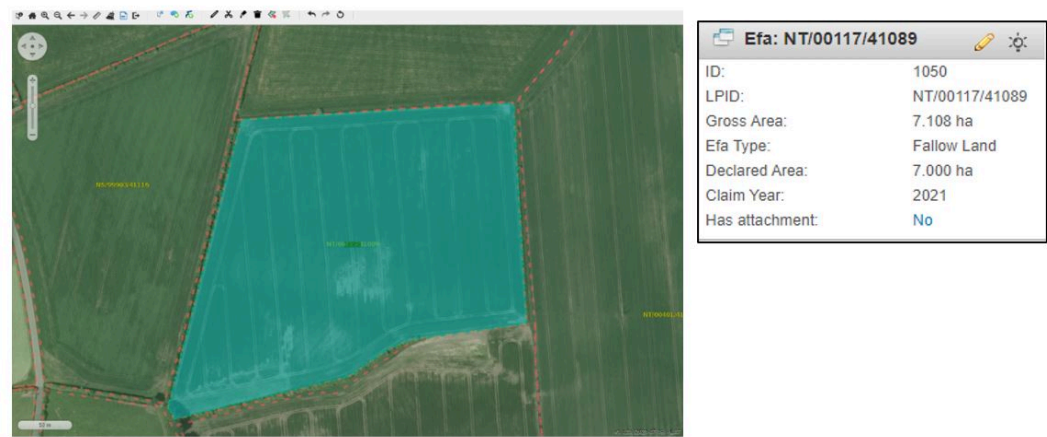 Efa: NT/00117/41089
ID: 1050
LPID: NT/00117/41089
Gross Area: 7.108 ha
Efa Type: Fallow Land
Declared Area: 7.000 ha
Claim Year: 2021
Has attachment: No